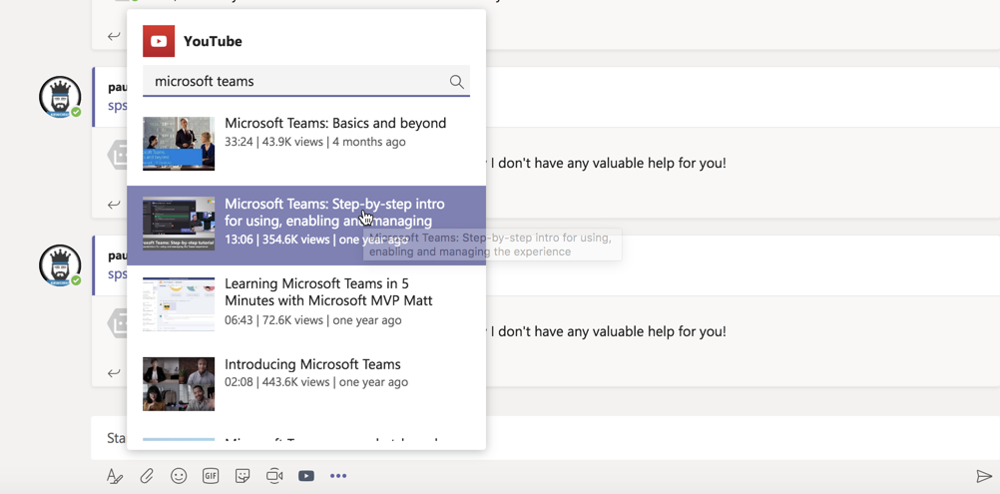 YouTube
microsoft teams
pau
sps
Microsoft Teams: Basics and beyond
33:24 | 43.9K views | 4 months ago
I don't have any valuable help for you!
Microsoft Teams: Step-by-step intro
for using, enabling and managing
13:06 | 354.6K views | one year ago
Microsoft Teams: Step-by-step intro for using,
enabling and managing the experience
pau
sps
Learning Microsoft Teams in 5
Minutes with Microsoft MVP Matt
06:43 | 72.6K views | one year ago
I don't have any valuable help for you!
Introducing Microsoft Teams
02:08 | 443.6K views | one year ago
Sta
GIF